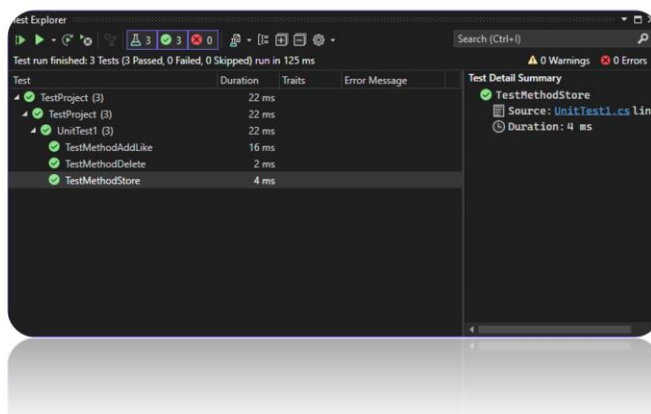 Test Explorer
3 3 0
Search (Ctrl+I)
Test run finished: 3 Tests (3 Passed, 0 Failed, 0 Skipped) run in 125 ms
0 Warnings 0 Errors
Test Duration Traits Error Message
TestProject (3) 22 ms
TestProject (3) 22 ms
UnitTest1 (3) 22 ms
TestMethodAddLike 16 ms
TestMethodDelete 2 ms
TestMethodStore 4 ms
Test Detail Summary
TestMethodStore
Source: UnitTest1.cs lin
Duration: 4 ms